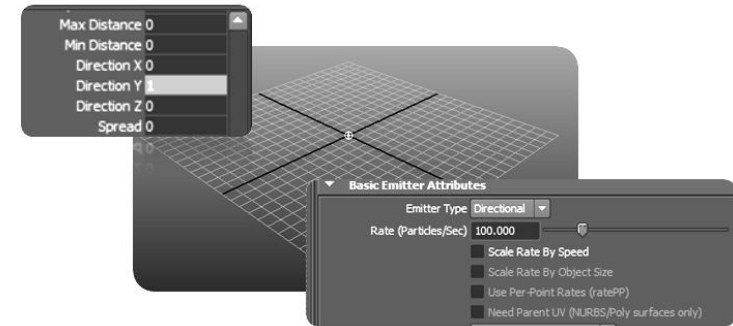 Max Distance 0
Min Distance 0
Direction X 0
Direction Y 1
Direction Z 0
Spread 0
Basic Emitter Attributes
Emitter Type Directional
Rate (Particles/Sec) 100.000
Scale Rate By Speed
Scale Rate By Object Size
Use Per-Point Rates (ratePP)
Need Parent UV (NURBS/Poly surfaces only)